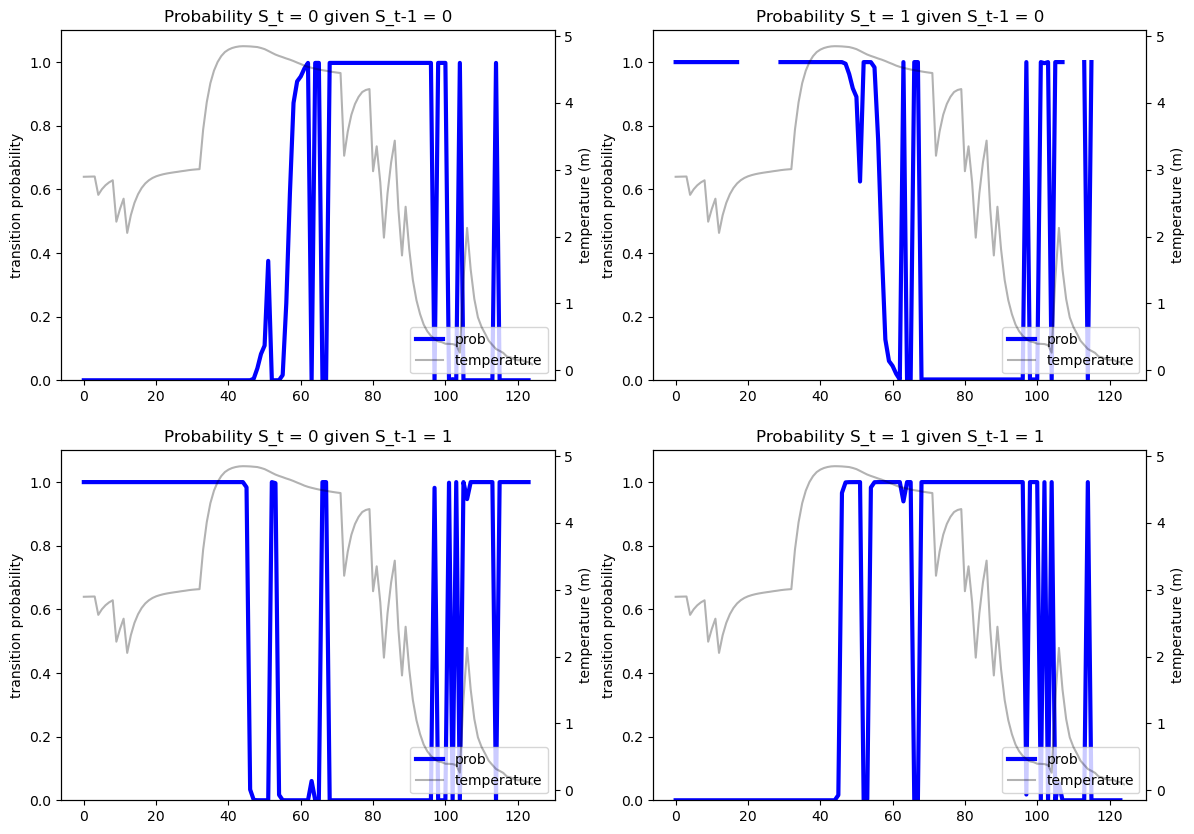 Probability S_t = 0 given S_t-1 = 0
transition probability
0.0
0.2
0.4
0.6
0.8
1.0
0 20 40 60 80 100 120
0
1
2
3
4
5
temperature (m)
prob
temperature
Probability S_t = 1 given S_t-1 = 0
transition probability
0.0
0.2
0.4
0.6
0.8
1.0
0 20 40 60 80 100 120
0
1
2
3
4
5
temperature (m)
prob
temperature
Probability S_t = 0 given S_t-1 = 1
transition probability
0.0
0.2
0.4
0.6
0.8
1.0
0 20 40 60 80 100 120
0
1
2
3
4
5
temperature (m)
prob
temperature
Probability S_t = 1 given S_t-1 = 1
transition probability
0.0
0.2
0.4
0.6
0.8
1.0
0 20 40 60 80 100 120
0
1
2
3
4
5
temperature (m)
prob
temperature